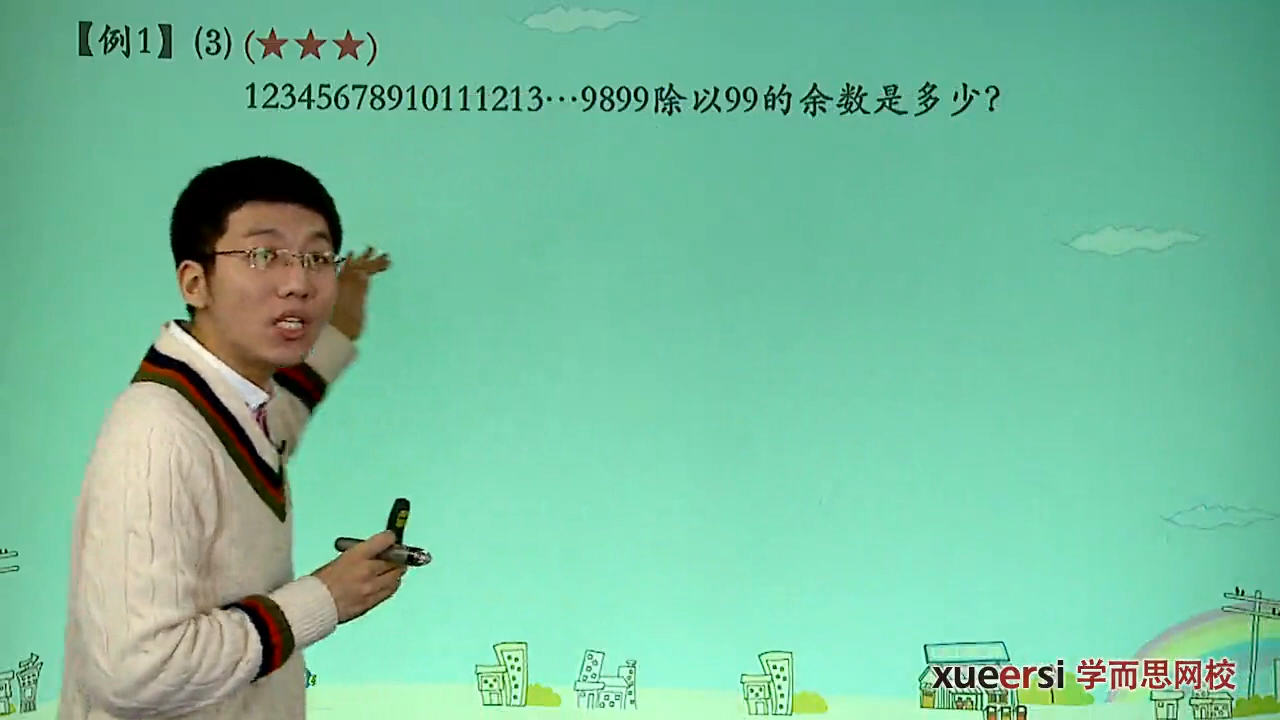 【例1】(3)(★★★)
12345678910111213…9899除以99的余数是多少?
xueersi 学而思网校